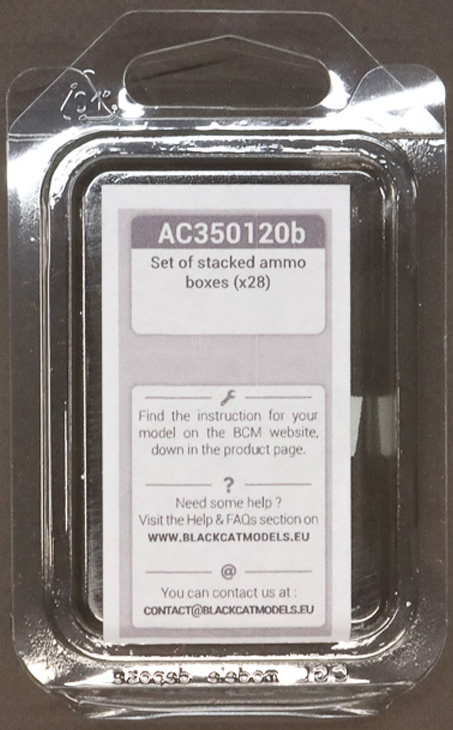 AC350120b
Set of stacked ammo
boxes (x28)
Find the instruction for your
model on the BCM website,
down in the product page.
?
Need some help ?
Visit the Help & FAQs section on
WWW.BLACKCATMODELS.EU
@
You can contact us at :
CONTACT@BLACKCATMODELS.EU